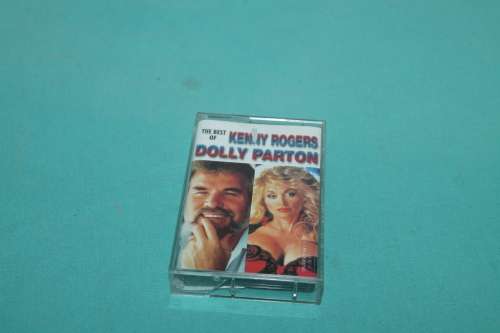 THE BEST
OF
KENNY ROGERS
DOLLY PARTON